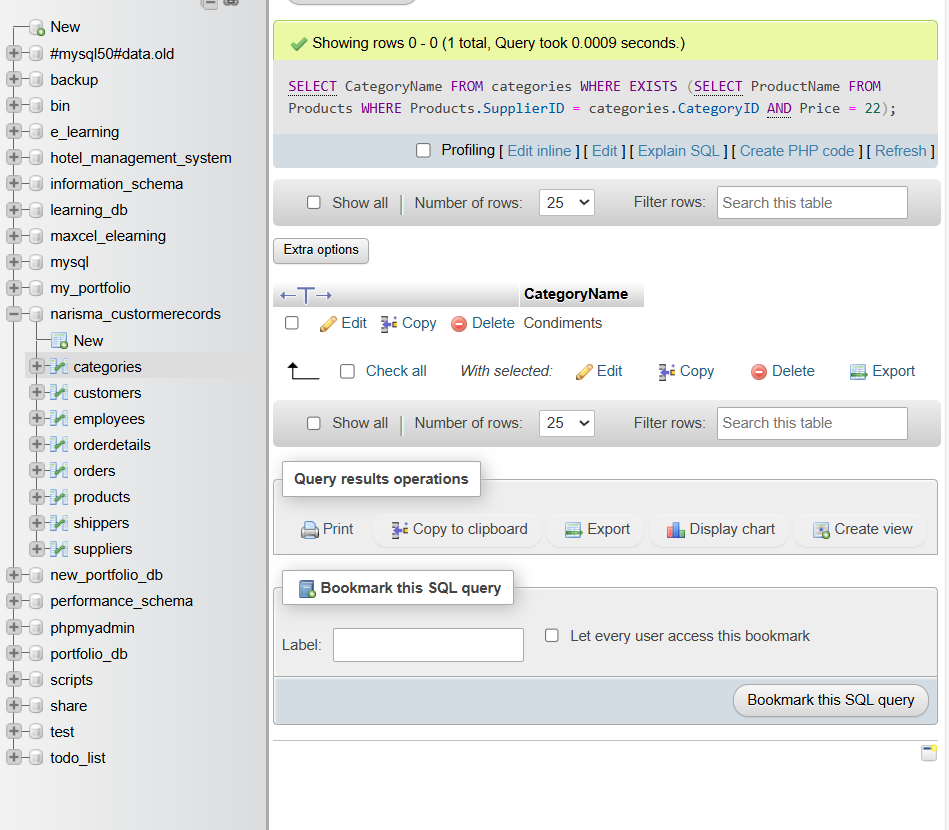 New
#mysql50#data.old
backup
bin
e_learning
hotel_management_system
information_schema
learning_db
maxcel_elearning
mysql
my_portfolio
narisma_custormerecords
New
categories
customers
employees
orderdetails
orders
products
shippers
suppliers
new_portfolio_db
performance_schema
phpmyadmin
portfolio_db
scripts
share
test
todo_list
Showing rows 0 - 0 (1 total, Query took 0.0009 seconds.)
SELECT CategoryName FROM categories WHERE EXISTS (SELECT ProductName FROM
Products WHERE Products.SupplierID = categories.CategoryID AND Price = 22);
Profiling [ Edit inline ] [ Edit ] [ Explain SQL ] [ Create PHP code ] [ Refresh ]
Show all | Number of rows: 25 Filter rows: Search this table
Extra options
←T→ CategoryName
Edit Copy Delete Condiments
Check all With selected: Edit Copy Delete Export
Show all | Number of rows: 25 Filter rows: Search this table
Query results operations
Print Copy to clipboard Export Display chart Create view
Bookmark this SQL query
Label: Let every user access this bookmark
Bookmark this SQL query